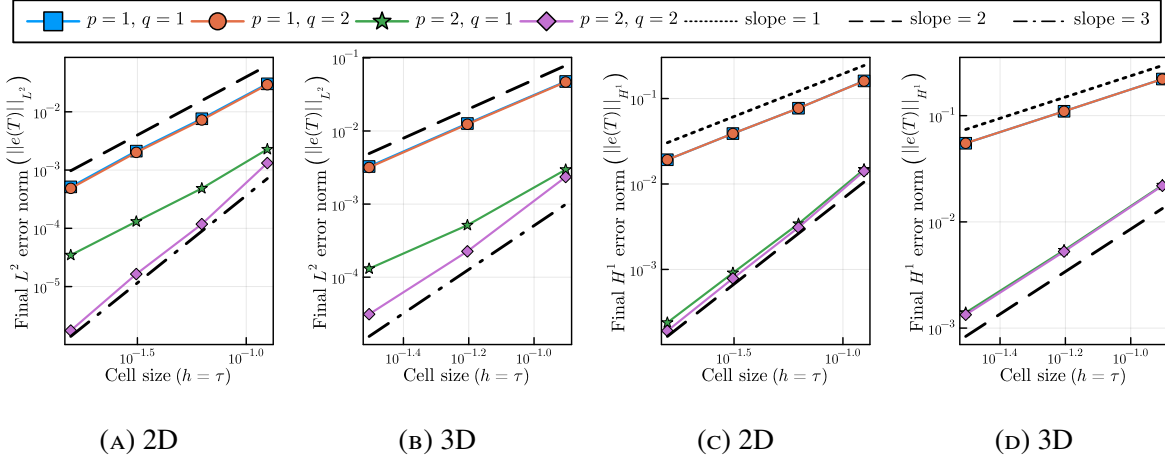 p = 1, q = 1 p = 1, q = 2 p = 2, q = 1 p = 2, q = 2 slope = 1 slope = 2 slope = 3
Final L² error norm (||e(T)||_{L²})
10⁻²
10⁻³
10⁻⁴
10⁻⁵
10⁻¹·⁵ 10⁻¹·⁰
Cell size (h = τ)
(A) 2D
Final L² error norm (||e(T)||_{L²})
10⁻¹
10⁻²
10⁻³
10⁻⁴
10⁻¹·⁴ 10⁻¹·² 10⁻¹·⁰
Cell size (h = τ)
(B) 3D
Final H¹ error norm (||e(T)||_{H¹})
10⁻¹
10⁻²
10⁻³
10⁻¹·⁵ 10⁻¹·⁰
Cell size (h = τ)
(C) 2D
Final H¹ error norm (||e(T)||_{H¹})
10⁻¹
10⁻²
10⁻³
10⁻¹·⁴ 10⁻¹·² 10⁻¹·⁰
Cell size (h = τ)
(D) 3D